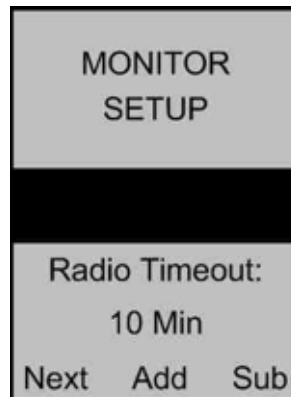 MONITOR
SETUP
Radio Timeout:
10 Min
Next Add Sub